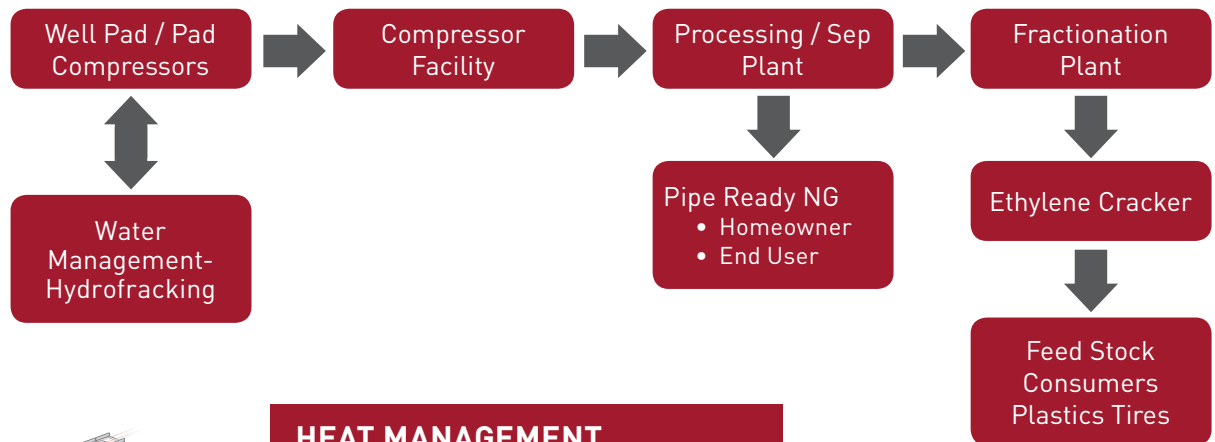 Well Pad / Pad
Compressors
Compressor
Facility
Processing / Sep
Plant
Fractionation
Plant
Water
Management-
Hydrofracking
Pipe Ready NG
• Homeowner
• End User
Ethylene Cracker
Feed Stock
Consumers
Plastics Tires
HEAT MANAGEMENT